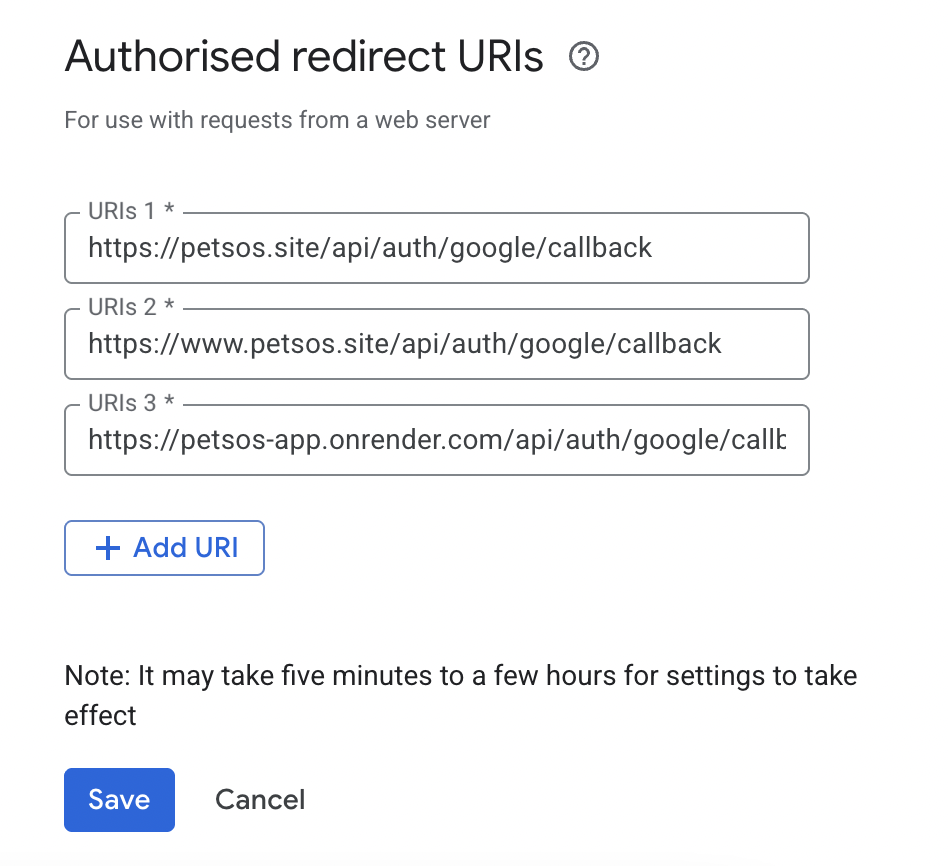 Authorised redirect URIs
For use with requests from a web server
URIs 1 *
https://petsos.site/api/auth/google/callback
URIs 2 *
https://www.petsos.site/api/auth/google/callback
URIs 3 *
https://petsos-app.onrender.com/api/auth/google/callb
+ Add URI
Note: It may take five minutes to a few hours for settings to take
effect
Save Cancel